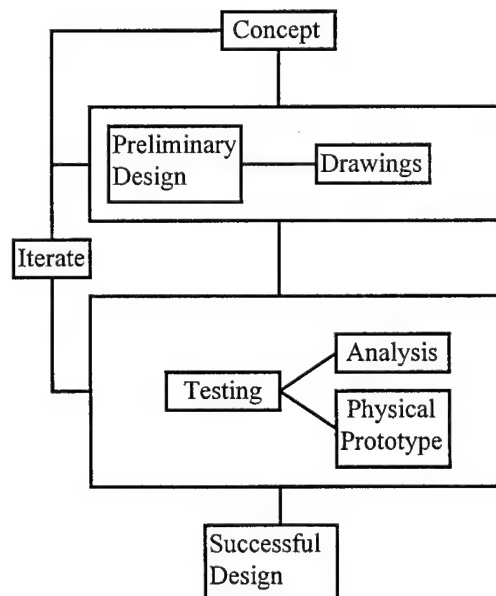 Concept
Preliminary
Design
Drawings
Iterate
Analysis
Testing
Physical
Prototype
Successful
Design